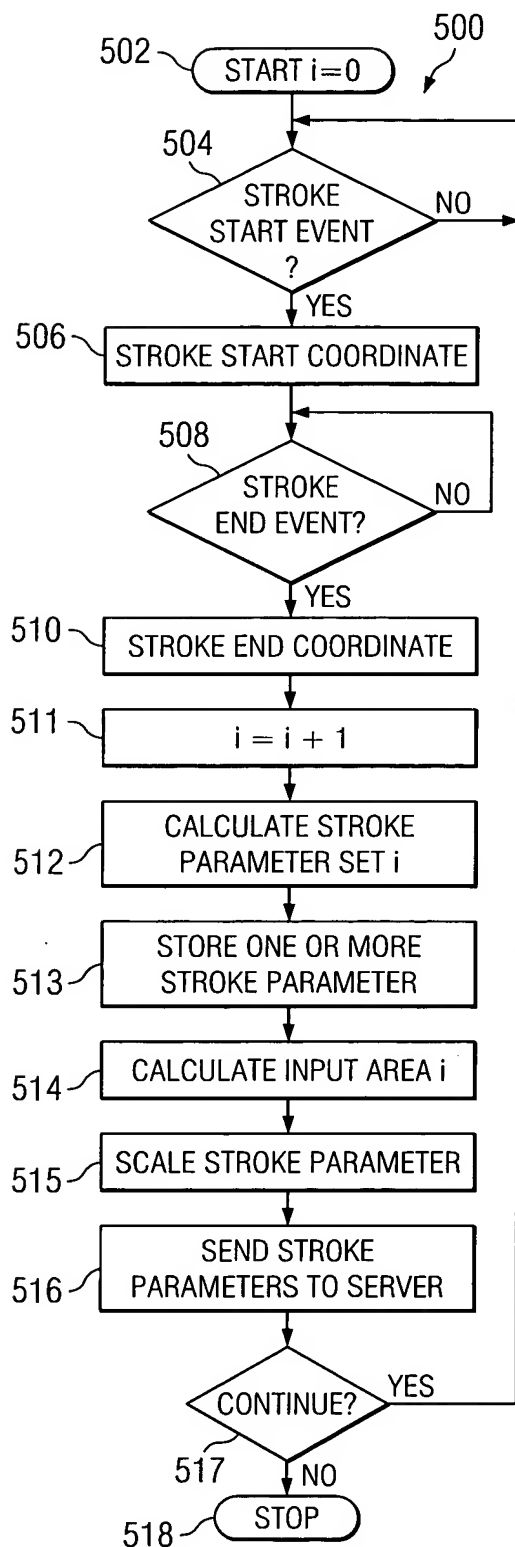 500
502
START i=0
504
STROKE
START EVENT
?
NO
YES
506
STROKE START COORDINATE
508
STROKE
END EVENT?
NO
YES
510
STROKE END COORDINATE
511
i = i + 1
512
CALCULATE STROKE
PARAMETER SET i
513
STORE ONE OR MORE
STROKE PARAMETER
514
CALCULATE INPUT AREA i
515
SCALE STROKE PARAMETER
516
SEND STROKE
PARAMETERS TO SERVER
CONTINUE?
YES
517
NO
518
STOP